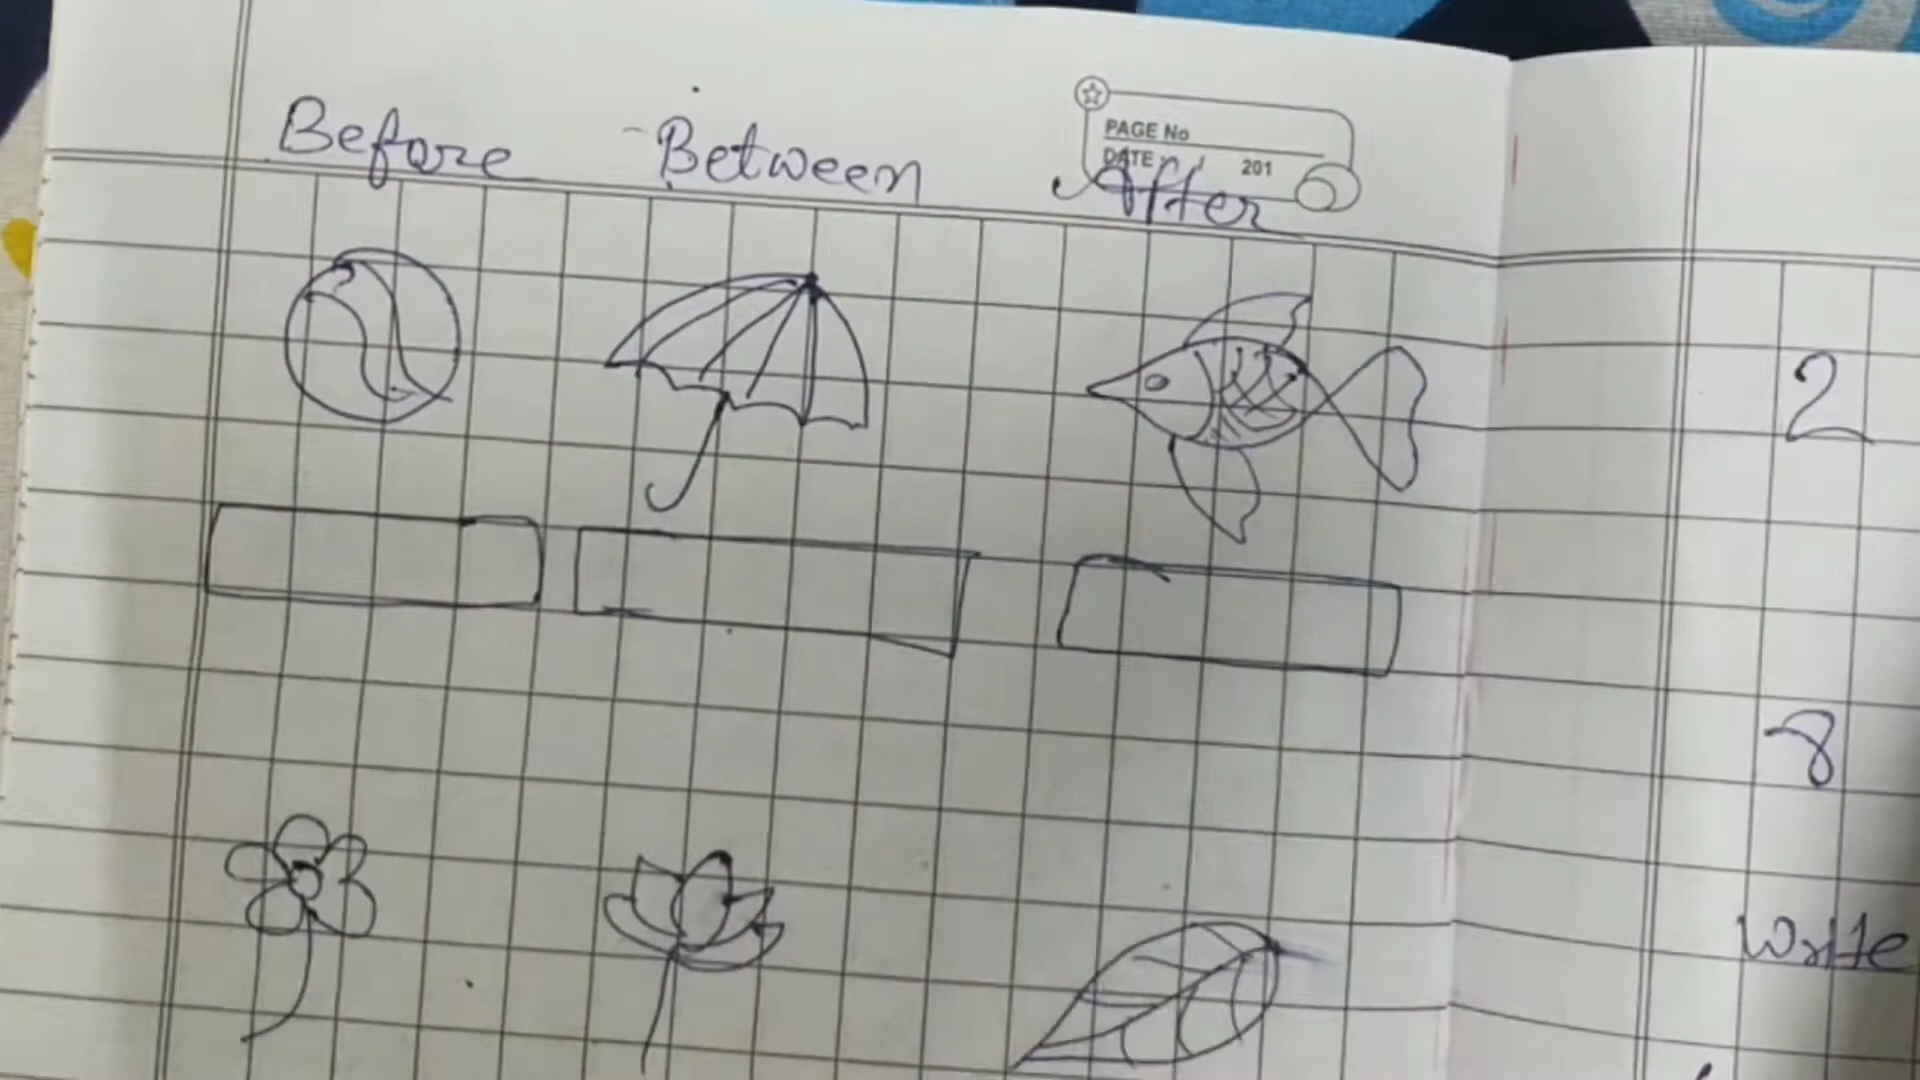 Before Between After
PAGE No
DATE: 201
2
8
Write